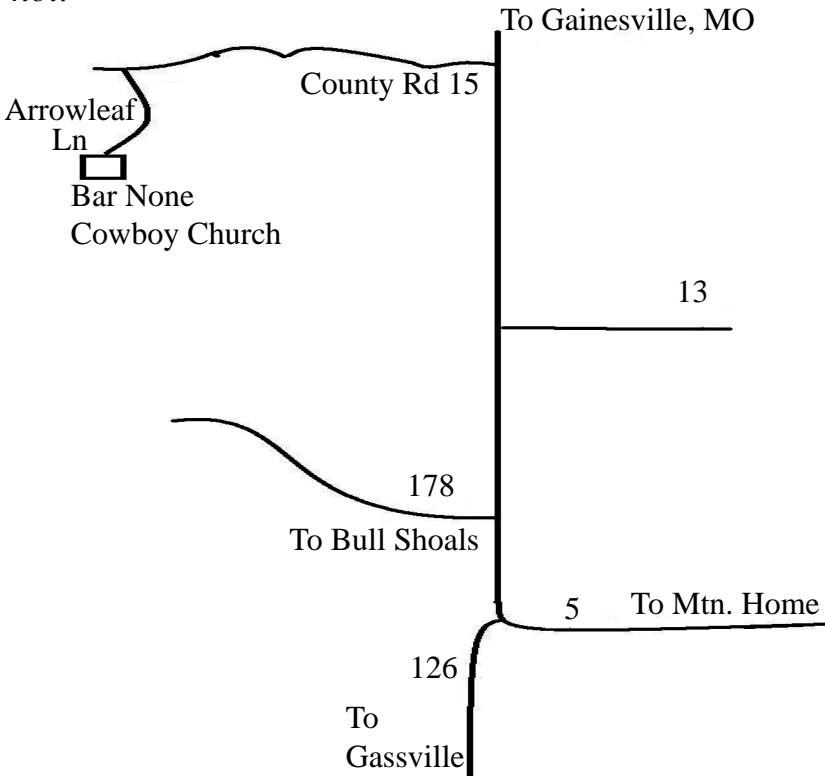 To Gainesville, MO
County Rd 15
Arrowleaf
Ln
Bar None
Cowboy Church
13
178
To Bull Shoals
5
To Mtn. Home
126
To
Gassville